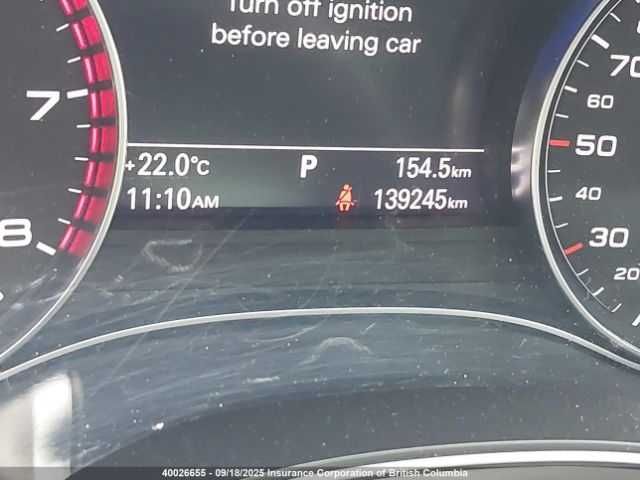 Turn off ignition
before leaving car
+22.0°C P 154.5km
11:10AM 139245km
7
8
70
60
50
40
30
20
40026655 - 09/18/2025 Insurance Corporation of British Columbia